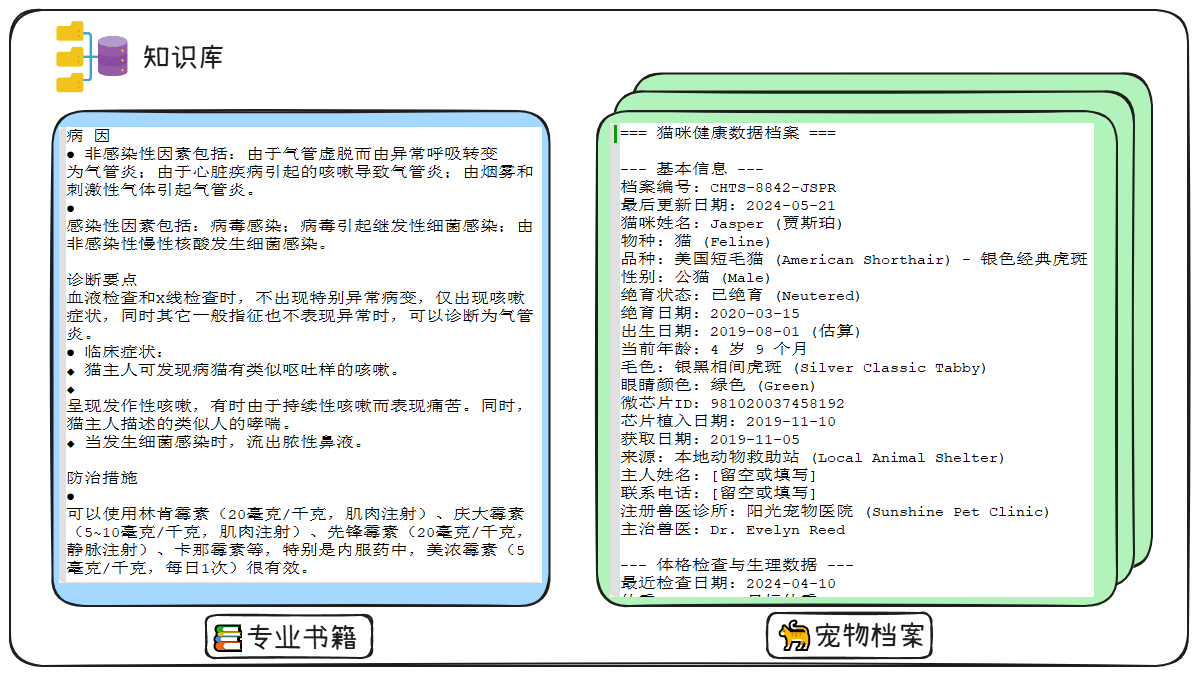 知识库
病 因
● 非感染性因素包括：由于气管虚脱而由异常呼吸转变
为气管炎；由于心脏疾病引起的咳嗽导致气管炎；由烟雾和
刺激性气体引起气管炎。
●
感染性因素包括：病毒感染；病毒引起继发性细菌感染；由
非感染性慢性核酸发生细菌感染。
诊断要点
血液检查和x线检查时，不出现特别异常病变，仅出现咳嗽
症状，同时其它一般指征也不表现异常时，可以诊断为气管
炎。
● 临床症状：
◆ 猫主人可发现病猫有类似呕吐样的咳嗽。
◆
呈现发作性咳嗽，有时由于持续性咳嗽而表现痛苦。同时，
猫主人描述的类似人的哮喘。
◆ 当发生细菌感染时，流出脓性鼻液。
防治措施
●
可以使用林肯霉素（20毫克/千克，肌肉注射）、庆大霉素
（5~10毫克/千克，肌肉注射）、先锋霉素（20毫克/千克，
静脉注射）、卡那霉素等，特别是内服药中，美浓霉素（5
毫克/千克，每日1次）很有效。
专业书籍
=== 猫咪健康数据档案 ===
--- 基本信息 ---
档案编号: CHTS-8842-JSPR
最后更新日期: 2024-05-21
猫咪姓名: Jasper (贾斯珀)
物种: 猫 (Feline)
品种: 美国短毛猫 (American Shorthair) - 银色经典虎斑
性别: 公猫 (Male)
绝育状态: 已绝育 (Neutered)
绝育日期: 2020-03-15
出生日期: 2019-08-01 (估算)
当前年龄: 4 岁 9 个月
毛色: 银黑相间虎斑 (Silver Classic Tabby)
眼睛颜色: 绿色 (Green)
微芯片ID: 981020037458192
芯片植入日期: 2019-11-10
获取日期: 2019-11-05
来源: 本地动物救助站 (Local Animal Shelter)
主人姓名: [留空或填写]
联系电话: [留空或填写]
注册兽医诊所: 阳光宠物医院 (Sunshine Pet Clinic)
主治兽医: Dr. Evelyn Reed
--- 体格检查与生理数据 ---
最近检查日期: 2024-04-10
宠物档案